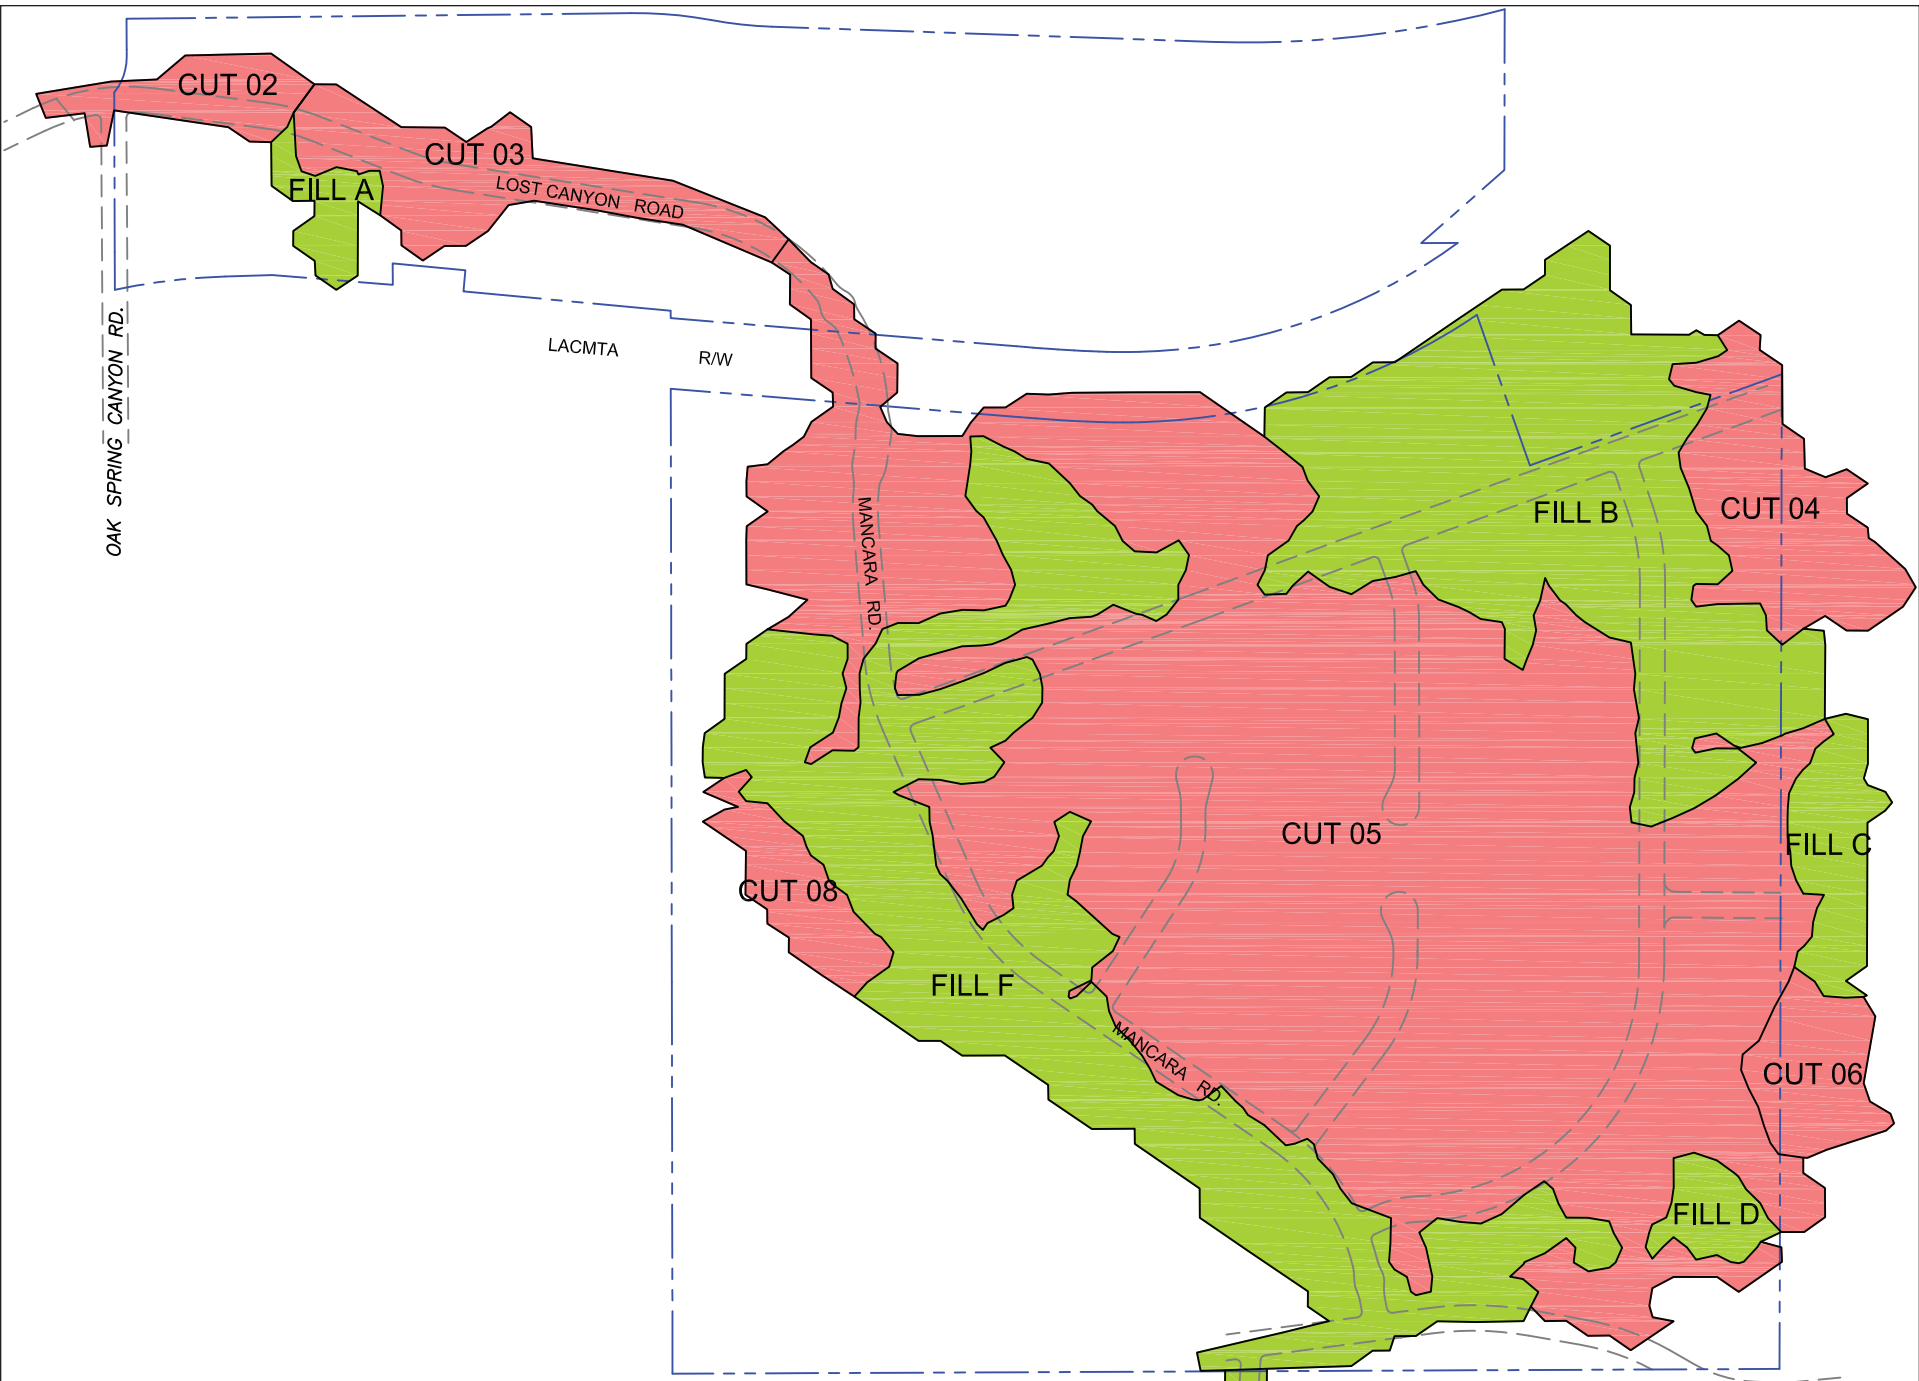 CUT 02
CUT 03
FILL A
LOST CANYON ROAD
OAK SPRING CANYON RD.
LACMTA R/W
MANCARA RD.
FILL B
CUT 04
CUT 05
FILL C
CUT 08
FILL F
MANCARA RD.
CUT 06
FILL D